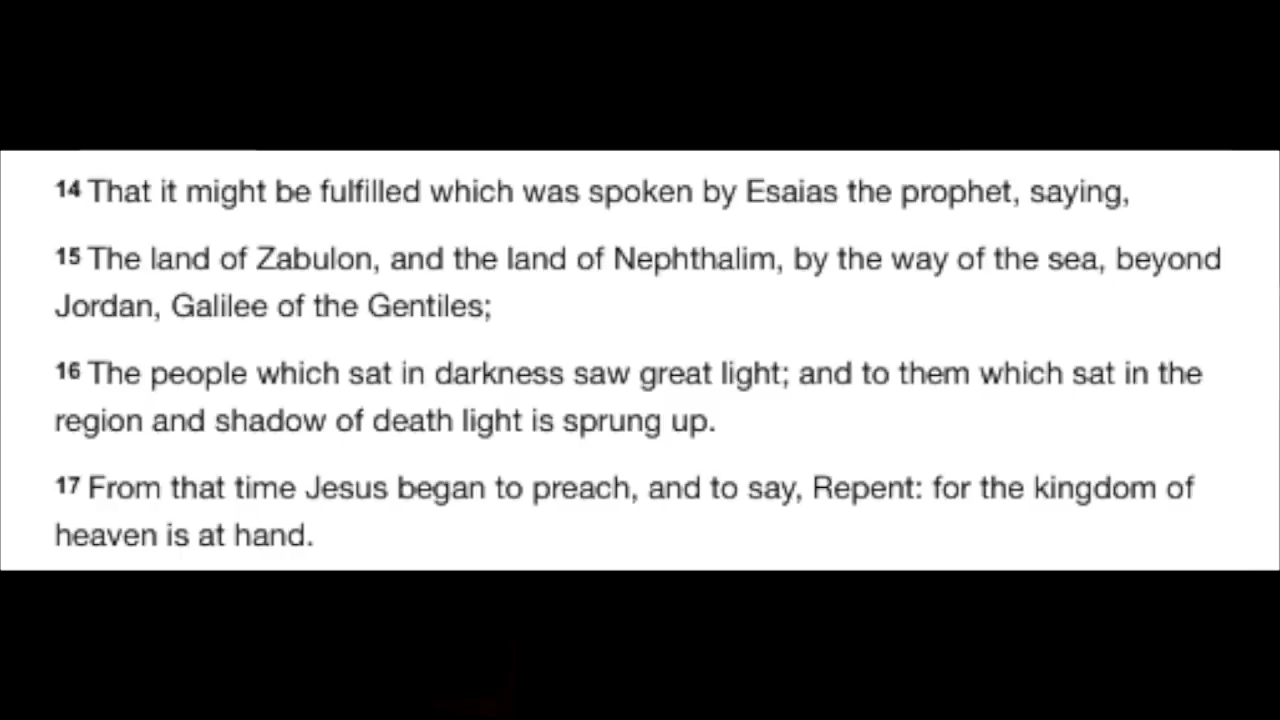 14 That it might be fulfilled which was spoken by Esaias the prophet, saying,
15 The land of Zabulon, and the land of Nephthalim, by the way of the sea, beyond
Jordan, Galilee of the Gentiles;
16 The people which sat in darkness saw great light; and to them which sat in the
region and shadow of death light is sprung up.
17 From that time Jesus began to preach, and to say, Repent: for the kingdom of
heaven is at hand.